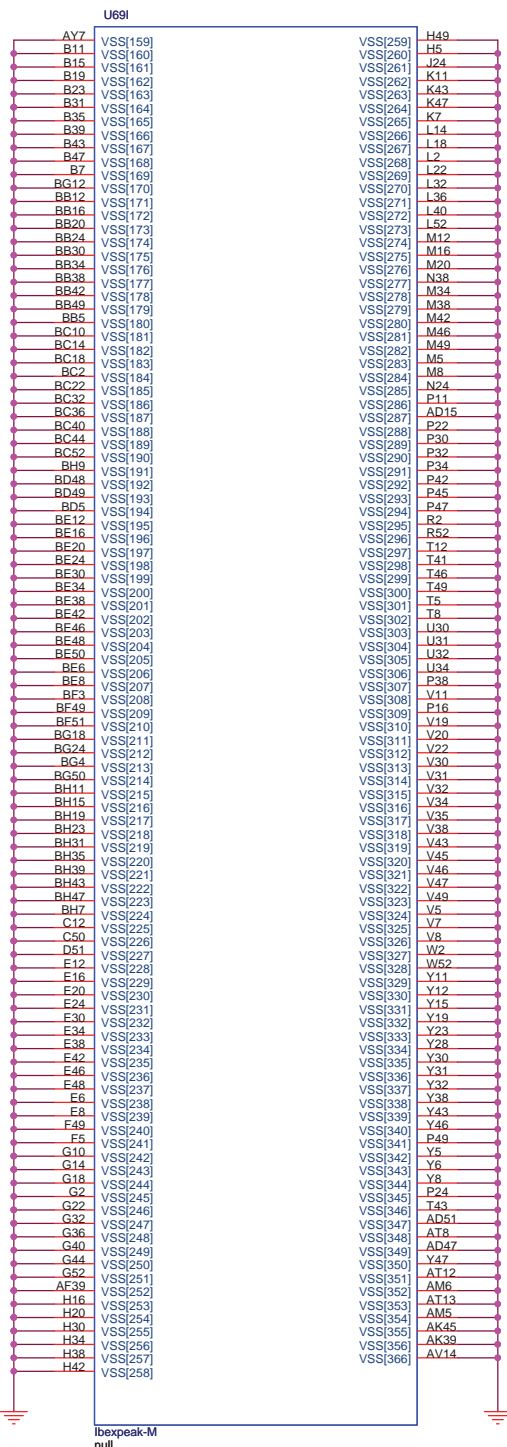 U69I
AY7 VSS[159] VSS[259] H49
B11 VSS[160] VSS[260] H5
B15 VSS[161] VSS[261] J24
B19 VSS[162] VSS[262] K11
B23 VSS[163] VSS[263] K43
B31 VSS[164] VSS[264] K47
B35 VSS[165] VSS[265] K7
B39 VSS[166] VSS[266] L14
B43 VSS[167] VSS[267] L18
B47 VSS[168] VSS[268] L2
B7 VSS[169] VSS[269] L22
BG12 VSS[170] VSS[270] L32
BB12 VSS[171] VSS[271] L36
BB16 VSS[172] VSS[272] L40
BB20 VSS[173] VSS[273] L52
BB24 VSS[174] VSS[274] M12
BB30 VSS[175] VSS[275] M16
BB34 VSS[176] VSS[276] M20
BB38 VSS[177] VSS[277] N38
BB42 VSS[178] VSS[278] M34
BB49 VSS[179] VSS[279] M38
BB5 VSS[180] VSS[280] M42
BC10 VSS[181] VSS[281] M46
BC14 VSS[182] VSS[282] M49
BC18 VSS[183] VSS[283] M5
BC2 VSS[184] VSS[284] M8
BC22 VSS[185] VSS[285] N24
BC32 VSS[186] VSS[286] P11
BC36 VSS[187] VSS[287] AD15
BC40 VSS[188] VSS[288] P22
BC44 VSS[189] VSS[289] P30
BC52 VSS[190] VSS[290] P32
BH9 VSS[191] VSS[291] P34
BD48 VSS[192] VSS[292] P42
BD49 VSS[193] VSS[293] P45
BD5 VSS[194] VSS[294] P47
BE12 VSS[195] VSS[295] R2
BE16 VSS[196] VSS[296] R52
BE20 VSS[197] VSS[297] T12
BE24 VSS[198] VSS[298] T41
BE30 VSS[199] VSS[299] T46
BE34 VSS[200] VSS[300] T49
BE38 VSS[201] VSS[301] T5
BE42 VSS[202] VSS[302] T8
BE46 VSS[203] VSS[303] U30
BE48 VSS[204] VSS[304] U31
BE50 VSS[205] VSS[305] U32
BE6 VSS[206] VSS[306] U34
BE8 VSS[207] VSS[307] P38
BF3 VSS[208] VSS[308] V11
BF49 VSS[209] VSS[309] P16
BF51 VSS[210] VSS[310] V19
BG18 VSS[211] VSS[311] V20
BG24 VSS[212] VSS[312] V22
BG4 VSS[213] VSS[313] V30
BG50 VSS[214] VSS[314] V31
BH11 VSS[215] VSS[315] V32
BH15 VSS[216] VSS[316] V34
BH19 VSS[217] VSS[317] V35
BH23 VSS[218] VSS[318] V38
BH31 VSS[219] VSS[319] V43
BH35 VSS[220] VSS[320] V45
BH39 VSS[221] VSS[321] V46
BH43 VSS[222] VSS[322] V47
BH47 VSS[223] VSS[323] V49
BH7 VSS[224] VSS[324] V5
C12 VSS[225] VSS[325] V7
C50 VSS[226] VSS[326] V8
D51 VSS[227] VSS[327] W2
E12 VSS[228] VSS[328] W52
E16 VSS[229] VSS[329] Y11
E20 VSS[230] VSS[330] Y12
E24 VSS[231] VSS[331] Y15
E30 VSS[232] VSS[332] Y19
E34 VSS[233] VSS[333] Y23
E38 VSS[234] VSS[334] Y28
E42 VSS[235] VSS[335] Y30
E46 VSS[236] VSS[336] Y31
E48 VSS[237] VSS[337] Y32
E6 VSS[238] VSS[338] Y38
E8 VSS[239] VSS[339] Y43
F49 VSS[240] VSS[340] Y46
F5 VSS[241] VSS[341] P49
G10 VSS[242] VSS[342] Y5
G14 VSS[243] VSS[343] Y6
G18 VSS[244] VSS[344] Y8
G2 VSS[245] VSS[345] P24
G22 VSS[246] VSS[346] T43
G32 VSS[247] VSS[347] AD51
G36 VSS[248] VSS[348] AT8
G40 VSS[249] VSS[349] AD47
G44 VSS[250] VSS[350] Y47
G52 VSS[251] VSS[351] AT12
AF39 VSS[252] VSS[352] AM6
H16 VSS[253] VSS[353] AT13
H20 VSS[254] VSS[354] AM5
H30 VSS[255] VSS[355] AK45
H34 VSS[256] VSS[356] AK39
H38 VSS[257] VSS[366] AV14
H42 VSS[258]
Ibexpeak-M
null